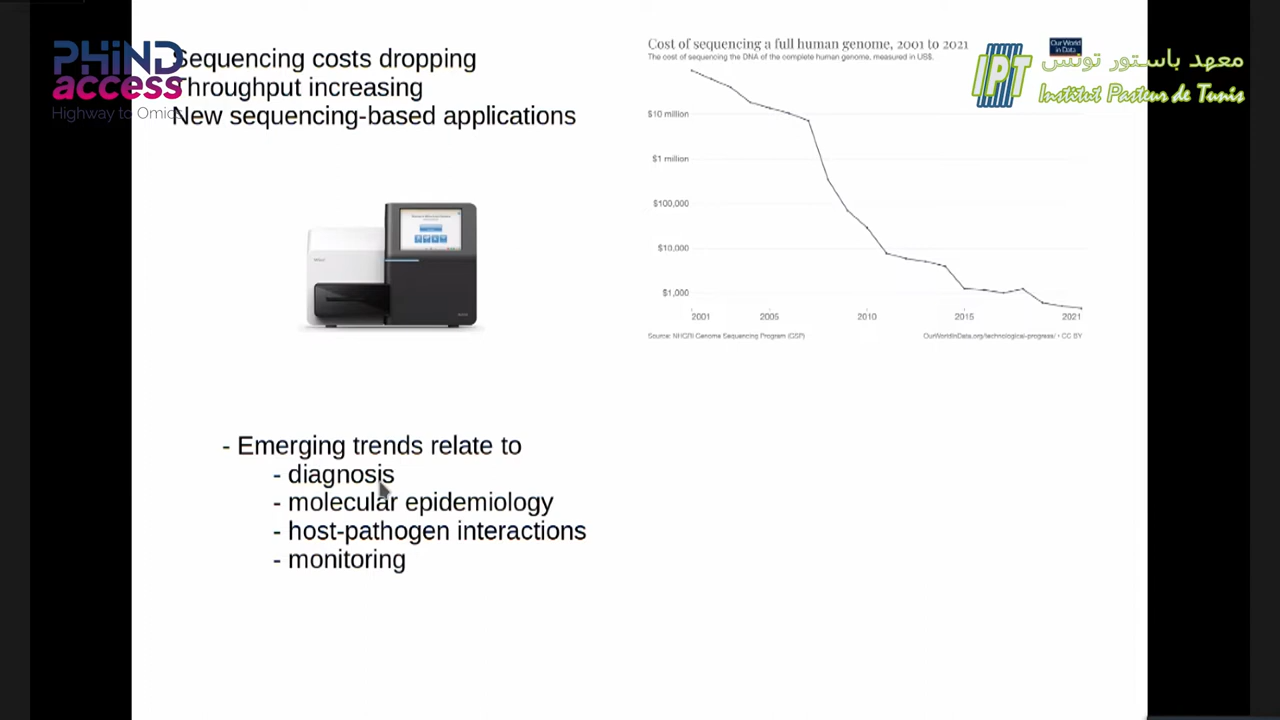 PHiND
access
Highway to Omics
Sequencing costs dropping
Throughput increasing
New sequencing-based applications
Cost of sequencing a full human genome, 2001 to 2021
The cost of sequencing the DNA of the complete human genome, measured in US$.
Our World
in Data
IPT
معهد باستور تونس
Institut Pasteur de Tunis
$10 million
$1 million
$100,000
$10,000
$1,000
2001
2005
2010
2015
2021
Source: NHGRI Genome Sequencing Program (GSP)
OurWorldInData.org/technological-progress/ • CC BY
- Emerging trends relate to
- diagnosis
- molecular epidemiology
- host-pathogen interactions
- monitoring